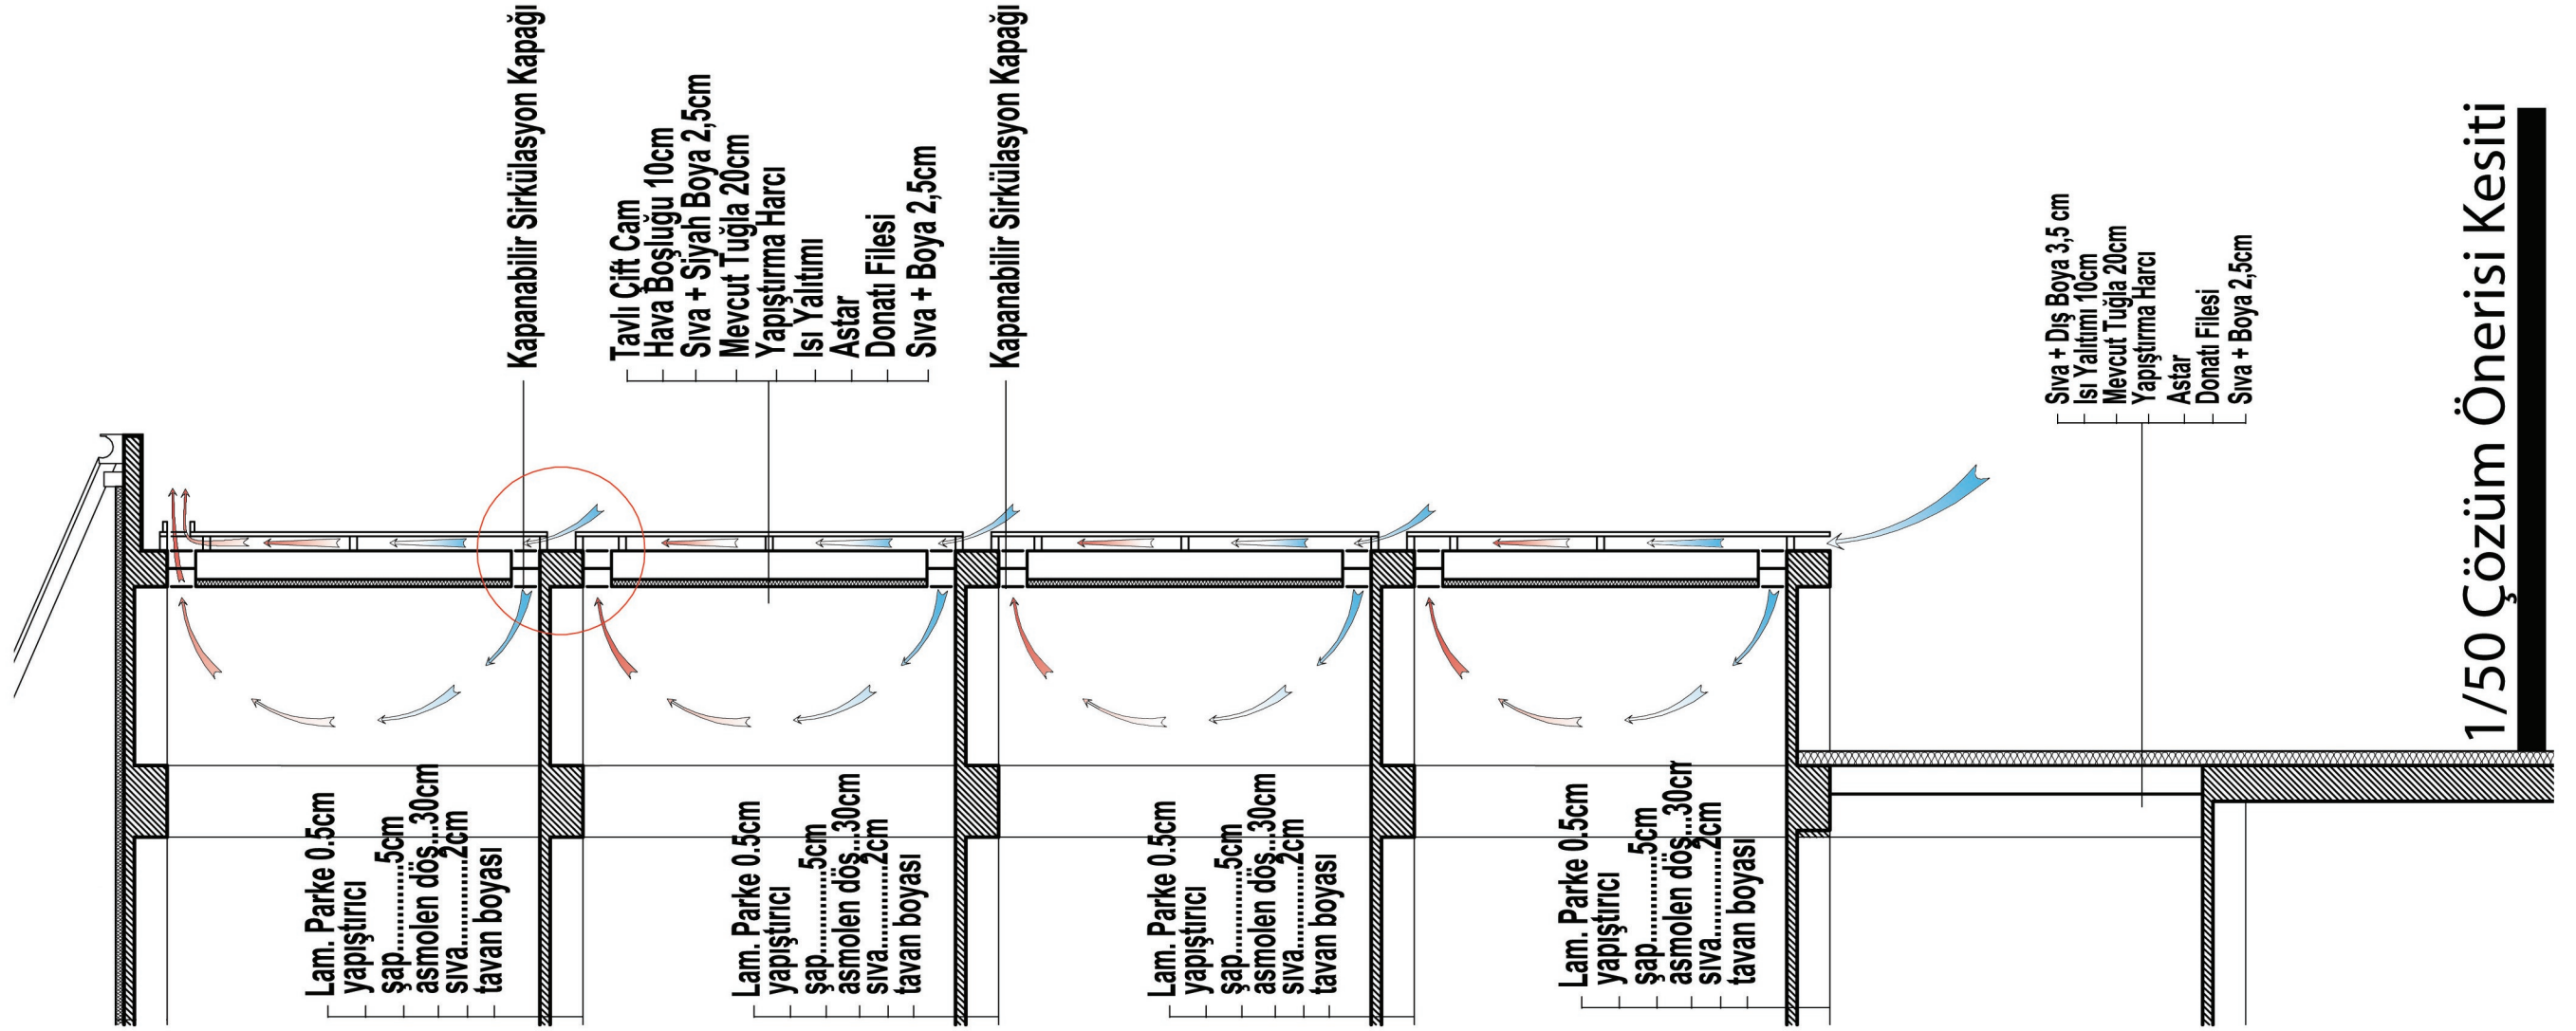 Kapanabilir Sirkülasyon Kapağı
Tavlı Çift Cam
Hava Boşluğu 10cm
Sıva + Siyah Boya 2,5cm
Mevcut Tuğla 20cm
Yapıştırma Harcı
Isı Yalıtımı
Astar
Donatı Filesi
Sıva + Boya 2,5cm
Kapanabilir Sirkülasyon Kapağı
Sıva + Dış Boya 3,5 cm
Isı Yalıtımı 10cm
Mevcut Tuğla 20cm
Yapıştırma Harcı
Astar
Donatı Filesi
Sıva + Boya 2,5cm
Lam. Parke 0.5cm
yapıştırıcı
şap...........5cm
asmolen döş...30cm
sıva............2cm
tavan boyası
Lam. Parke 0.5cm
yapıştırıcı
şap...........5cm
asmolen döş...30cm
sıva............2cm
tavan boyası
Lam. Parke 0.5cm
yapıştırıcı
şap...........5cm
asmolen döş...30cm
sıva............2cm
tavan boyası
Lam. Parke 0.5cm
yapıştırıcı
şap...........5cm
asmolen döş...30cm
sıva............2cm
tavan boyası
1/50 Çözüm Önerisi Kesiti